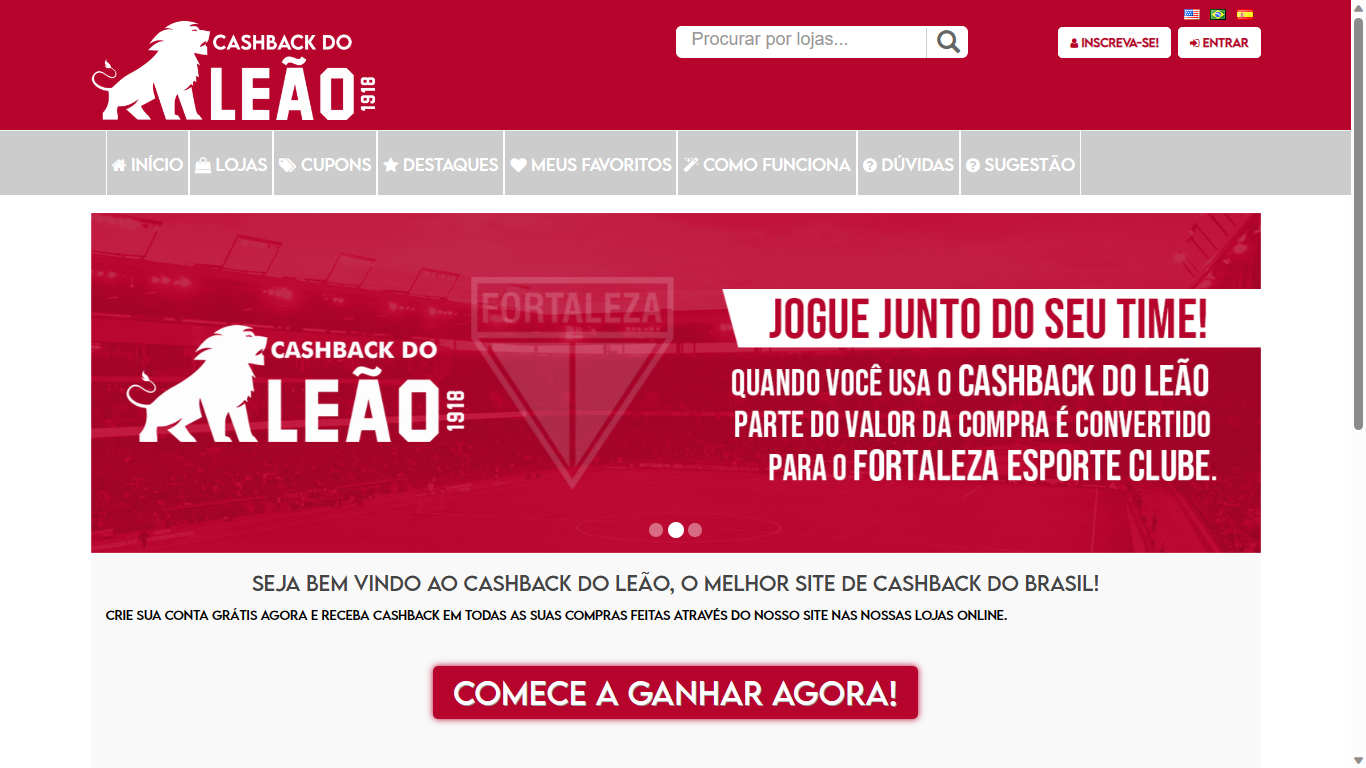 CASHBACK DO
LEÃO 1918
Procurar por lojas...
INSCREVA-SE!
ENTRAR
INÍCIO
LOJAS
CUPONS
DESTAQUES
MEUS FAVORITOS
COMO FUNCIONA
DÚVIDAS
SUGESTÃO
CASHBACK DO
LEÃO 1918
FORTALEZA
JOGUE JUNTO DO SEU TIME!
QUANDO VOCÊ USA O CASHBACK DO LEÃO
PARTE DO VALOR DA COMPRA É CONVERTIDO
PARA O FORTALEZA ESPORTE CLUBE.
SEJA BEM VINDO AO CASHBACK DO LEÃO, O MELHOR SITE DE CASHBACK DO BRASIL!
CRIE SUA CONTA GRÁTIS AGORA E RECEBA CASHBACK EM TODAS AS SUAS COMPRAS FEITAS ATRAVÉS DO NOSSO SITE NAS NOSSAS LOJAS ONLINE.
COMECE A GANHAR AGORA!